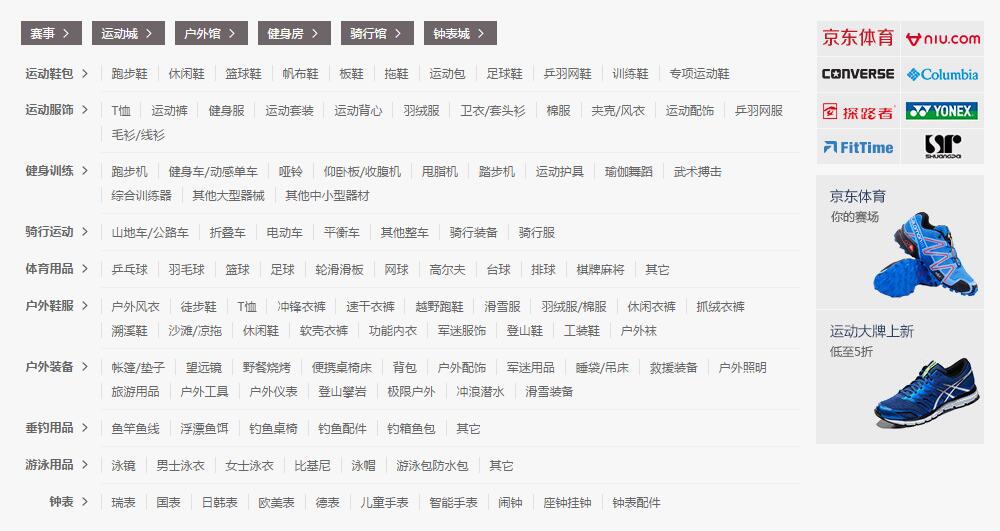 赛事 > 运动城 > 户外馆 > 健身房 > 骑行馆 > 钟表城 >
运动鞋包 > 跑步鞋 休闲鞋 篮球鞋 帆布鞋 板鞋 拖鞋 运动包 足球鞋 乒羽网鞋 训练鞋 专项运动鞋
运动服饰 > T恤 运动裤 健身服 运动套装 运动背心 羽绒服 卫衣/套头衫 棉服 夹克/风衣 运动配饰 乒羽网服
毛衫/线衫
健身训练 > 跑步机 健身车/动感单车 哑铃 仰卧板/收腹机 甩脂机 踏步机 运动护具 瑜伽舞蹈 武术搏击
综合训练器 其他大型器械 其他中小型器材
骑行运动 > 山地车/公路车 折叠车 电动车 平衡车 其他整车 骑行装备 骑行服
体育用品 > 乒乓球 羽毛球 篮球 足球 轮滑滑板 网球 高尔夫 台球 排球 棋牌麻将 其它
户外鞋服 > 户外风衣 徒步鞋 T恤 冲锋衣裤 速干衣裤 越野跑鞋 滑雪服 羽绒服/棉服 休闲衣裤 抓绒衣裤
溯溪鞋 沙滩/凉拖 休闲鞋 软壳衣裤 功能内衣 军迷服饰 登山鞋 工装鞋 户外袜
户外装备 > 帐篷/垫子 望远镜 野餐烧烤 便携桌椅床 背包 户外配饰 军迷用品 睡袋/吊床 救援装备 户外照明
旅游用品 户外工具 户外仪表 登山攀岩 极限户外 冲浪潜水 滑雪装备
垂钓用品 > 鱼竿鱼线 浮漂鱼饵 钓鱼桌椅 钓鱼配件 钓箱鱼包 其它
游泳用品 > 泳镜 男士泳衣 女士泳衣 比基尼 泳帽 游泳包防水包 其它
钟表 > 瑞表 国表 日韩表 欧美表 德表 儿童手表 智能手表 闹钟 座钟挂钟 钟表配件
京东体育 niu.com
CONVERSE Columbia
探路者 YONEX
FitTime SHUANGPAI
京东体育
你的赛场
运动大牌上新
低至5折